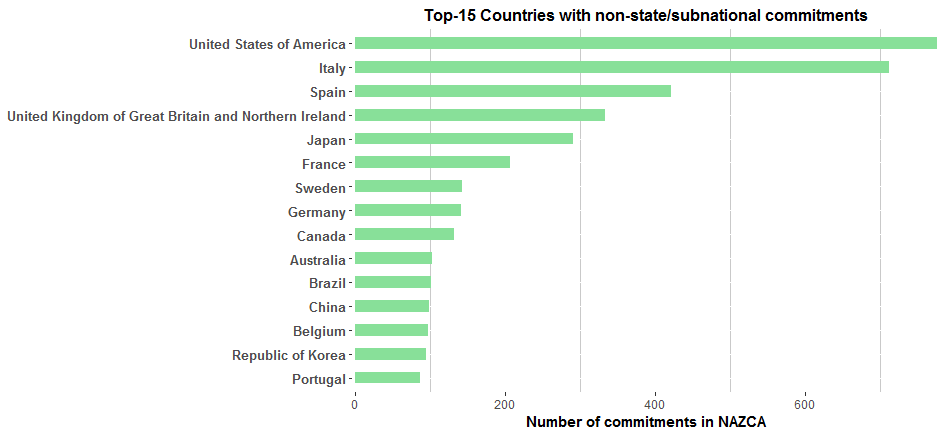 Top-15 Countries with non-state/subnational commitments
United States of America
Italy
Spain
United Kingdom of Great Britain and Northern Ireland
Japan
France
Sweden
Germany
Canada
Australia
Brazil
China
Belgium
Republic of Korea
Portugal
0 200 400 600
Number of commitments in NAZCA